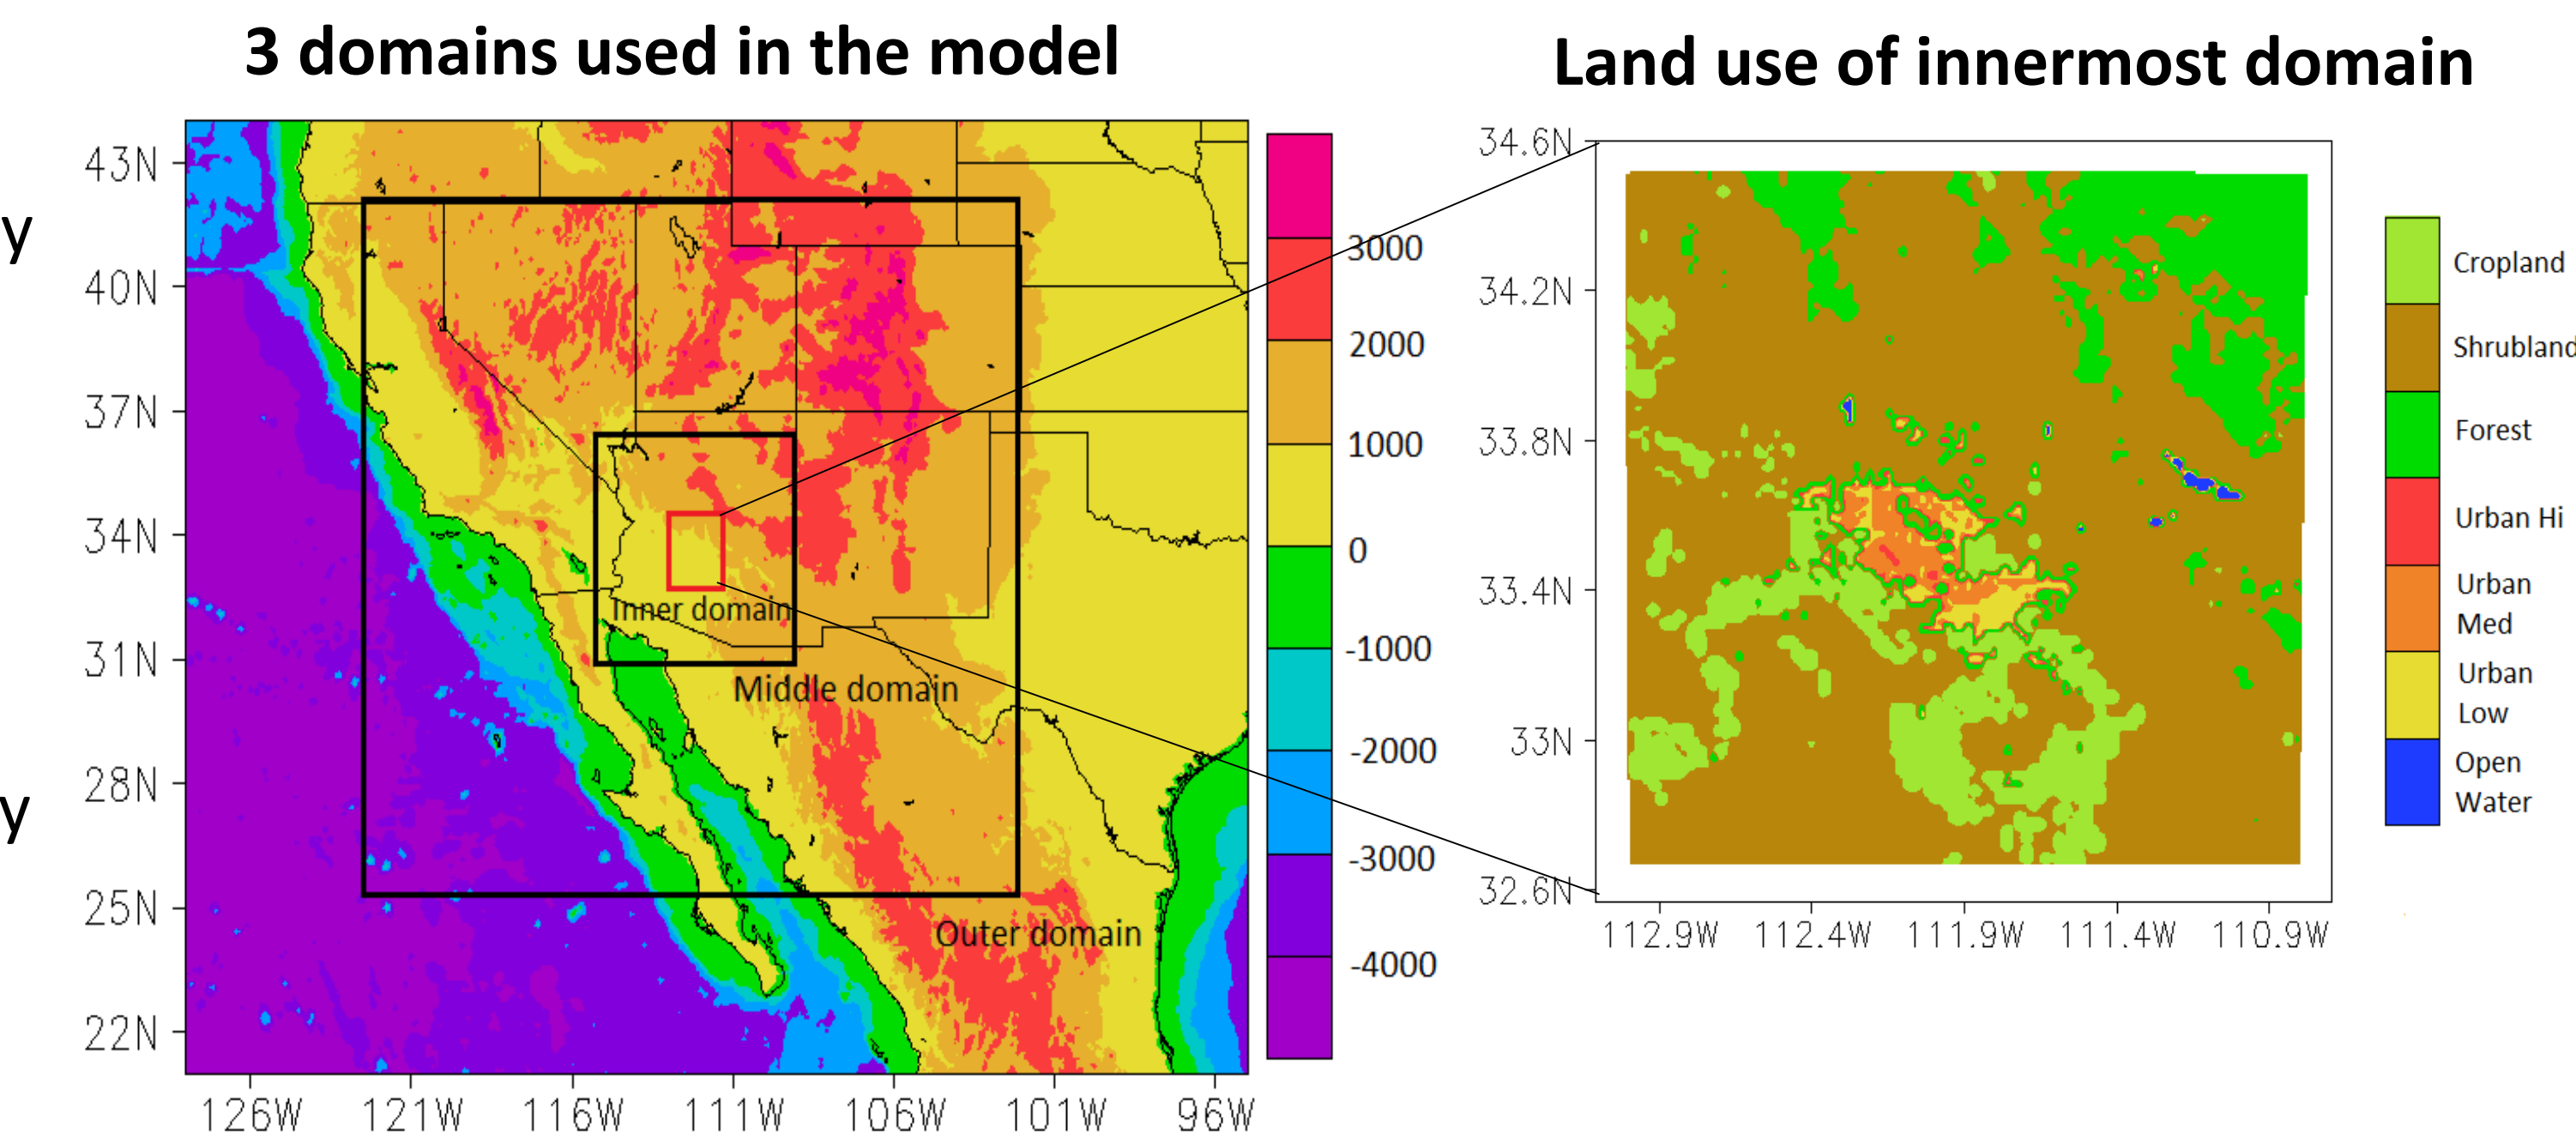 3 domains used in the model
Land use of innermost domain
y
y
43N
40N
37N
34N
31N
28N
25N
22N
126W 121W 116W 111W 106W 101W 96W
Inner domain
Middle domain
Outer domain
3000
2000
1000
0
-1000
-2000
-3000
-4000
34.6N
34.2N
33.8N
33.4N
33N
32.6N
112.9W 112.4W 111.9W 111.4W 110.9W
Cropland
Shrubland
Forest
Urban Hi
Urban
Med
Urban
Low
Open
Water